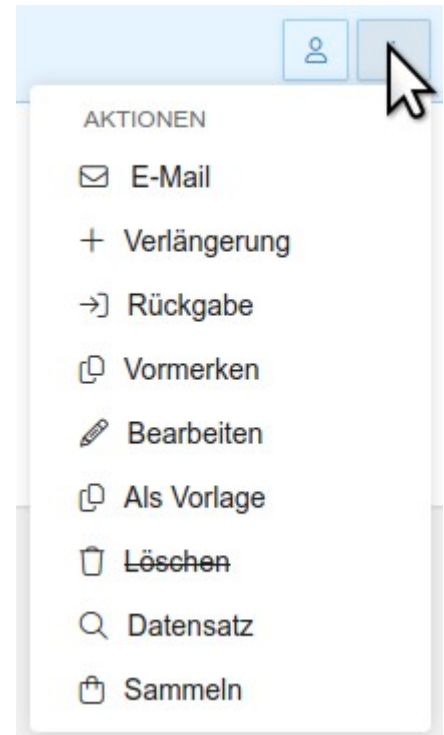 AKTIONEN
E-Mail
Verlängerung
Rückgabe
Vormerken
Bearbeiten
Als Vorlage
Löschen
Datensatz
Sammeln